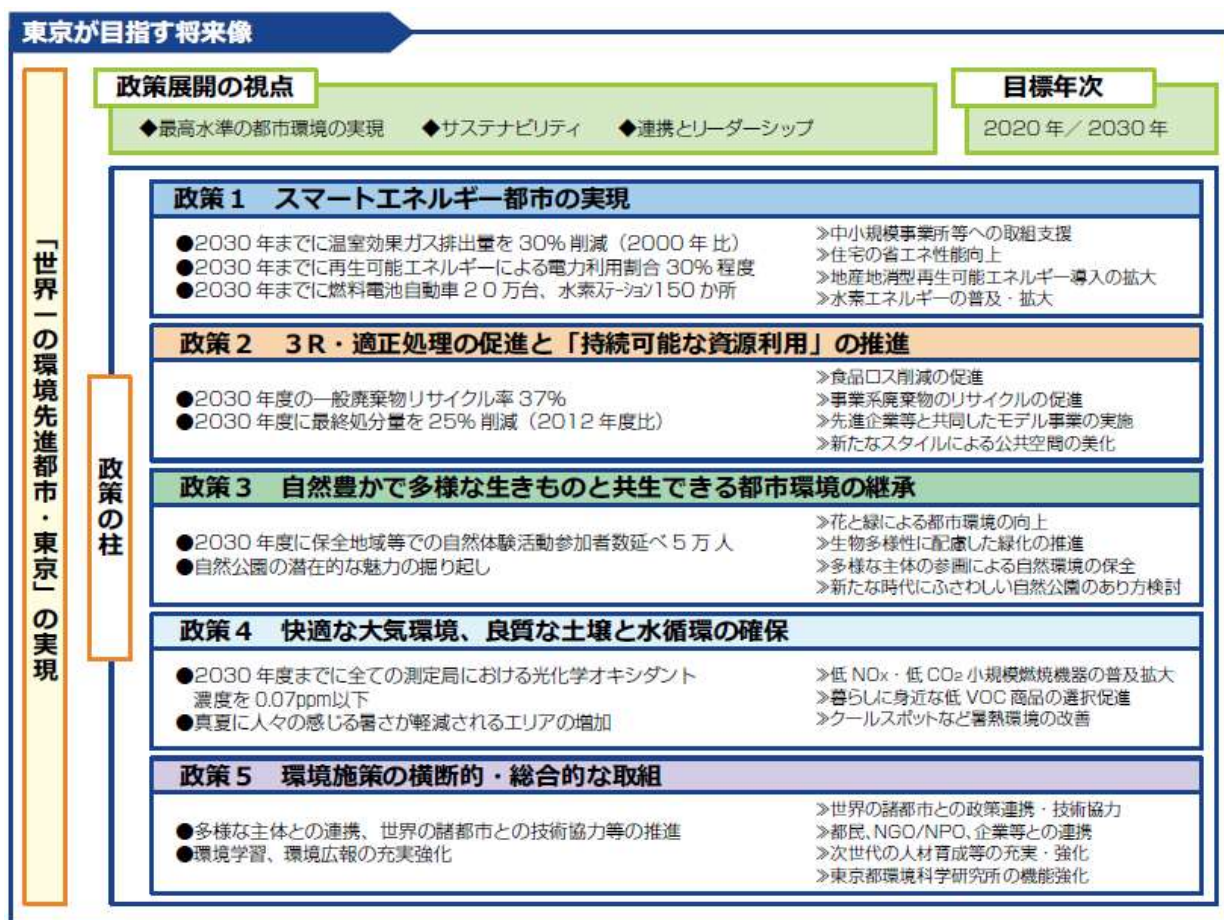 東京が目指す将来像
「世界一の環境先進都市・東京」の実現
政策展開の視点
◆最高水準の都市環境の実現 ◆サステナビリティ ◆連携とリーダーシップ
目標年次
2020年／2030年
政策の柱
政策1 スマートエネルギー都市の実現
●2030年までに温室効果ガス排出量を30%削減（2000年比）
●2030年までに再生可能エネルギーによる電力利用割合30%程度
●2030年までに燃料電池自動車20万台、水素ステーション150か所
≫中小規模事業所等への取組支援
≫住宅の省エネ性能向上
≫地産地消型再生可能エネルギー導入の拡大
≫水素エネルギーの普及・拡大
政策2 3R・適正処理の促進と「持続可能な資源利用」の推進
●2030年度の一般廃棄物リサイクル率37%
●2030年度に最終処分量を25%削減（2012年度比）
≫食品ロス削減の促進
≫事業系廃棄物のリサイクルの促進
≫先進企業等と共同したモデル事業の実施
≫新たなスタイルによる公共空間の美化
政策3 自然豊かで多様な生きものと共生できる都市環境の継承
●2030年度に保全地域等での自然体験活動参加者数延べ5万人
●自然公園の潜在的な魅力の掘り起し
≫花と緑による都市環境の向上
≫生物多様性に配慮した緑化の推進
≫多様な主体の参画による自然環境の保全
≫新たな時代にふさわしい自然公園のあり方検討
政策4 快適な大気環境、良質な土壌と水循環の確保
●2030年度までに全ての測定局における光化学オキシダント
濃度を0.07ppm以下
●真夏に人々の感じる暑さが軽減されるエリアの増加
≫低NOx・低CO₂小規模燃焼機器の普及拡大
≫暮らしに身近な低VOC商品の選択促進
≫クールスポットなど暑熱環境の改善
政策5 環境施策の横断的・総合的な取組
●多様な主体との連携、世界の諸都市との技術協力等の推進
●環境学習、環境広報の充実強化
≫世界の諸都市との政策連携・技術協力
≫都民、NGO/NPO、企業等との連携
≫次世代の人材育成等の充実・強化
≫東京都環境科学研究所の機能強化